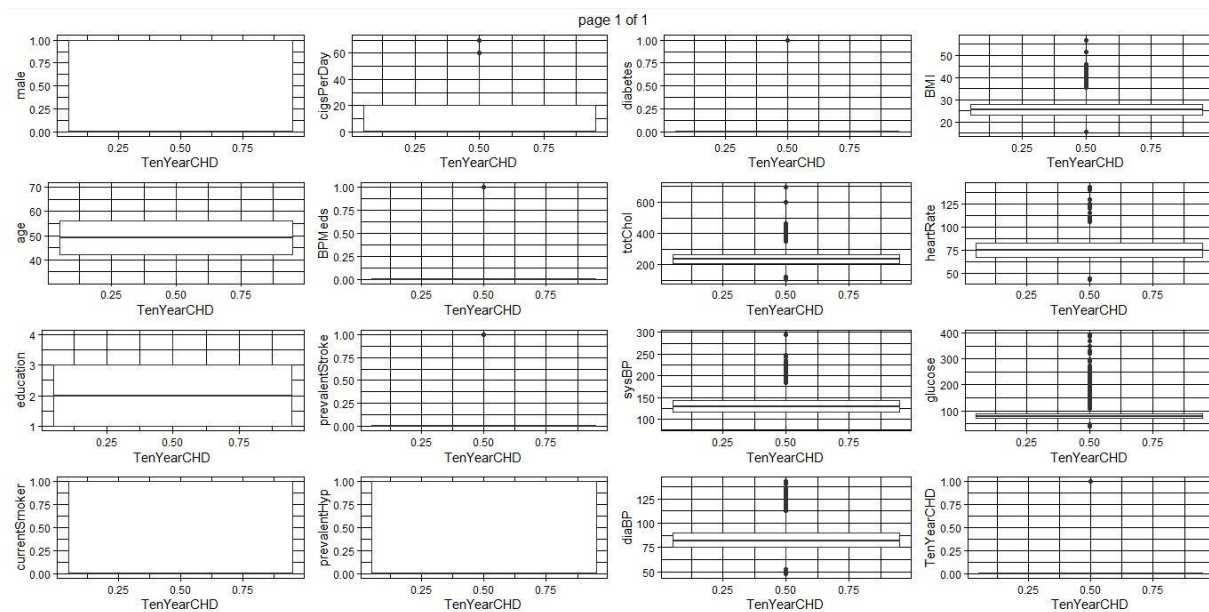 page 1 of 1
male
1.00
0.75
0.50
0.25
0.00
0.25 0.50 0.75
TenYearCHD
cigsPerDay
60
40
20
0
0.25 0.50 0.75
TenYearCHD
diabetes
1.00
0.75
0.50
0.25
0.00
0.25 0.50 0.75
TenYearCHD
BMI
50
40
30
20
0.25 0.50 0.75
TenYearCHD
age
70
60
50
40
0.25 0.50 0.75
TenYearCHD
BPMeds
1.00
0.75
0.50
0.25
0.00
0.25 0.50 0.75
TenYearCHD
totChol
600
400
200
0.25 0.50 0.75
TenYearCHD
heartRate
125
100
75
50
0.25 0.50 0.75
TenYearCHD
education
4
3
2
1
0.25 0.50 0.75
TenYearCHD
prevalentStroke
1.00
0.75
0.50
0.25
0.00
0.25 0.50 0.75
TenYearCHD
sysBP
300
250
200
150
100
0.25 0.50 0.75
TenYearCHD
glucose
400
300
200
100
0.25 0.50 0.75
TenYearCHD
currentSmoker
1.00
0.75
0.50
0.25
0.00
0.25 0.50 0.75
TenYearCHD
prevalentHyp
1.00
0.75
0.50
0.25
0.00
0.25 0.50 0.75
TenYearCHD
diaBP
125
100
75
50
0.25 0.50 0.75
TenYearCHD
TenYearCHD
1.00
0.75
0.50
0.25
0.00
0.25 0.50 0.75
TenYearCHD